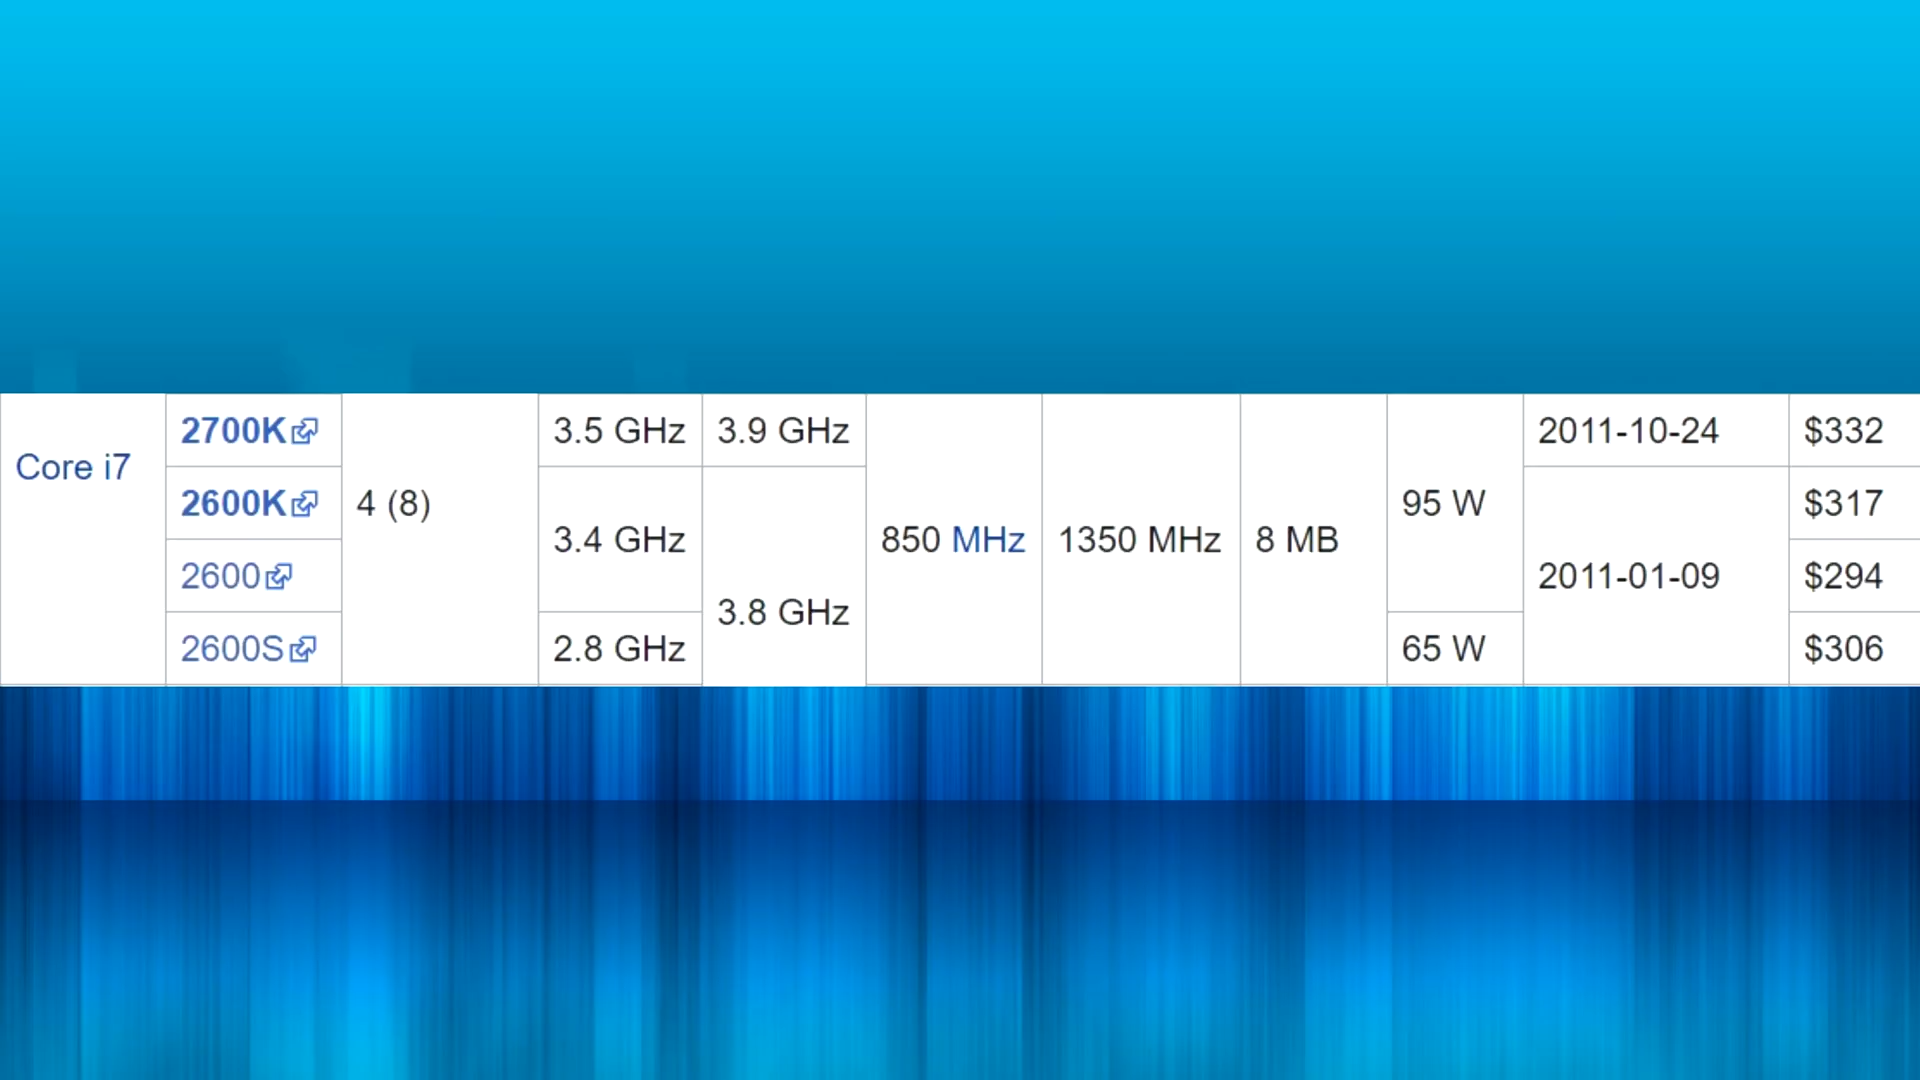 Core i7
2700K 3.5 GHz 3.9 GHz 2011-10-24 $332
2600K 4 (8) 95 W $317
3.4 GHz 850 MHz 1350 MHz 8 MB
2600 2011-01-09 $294
3.8 GHz
2600S 2.8 GHz 65 W $306